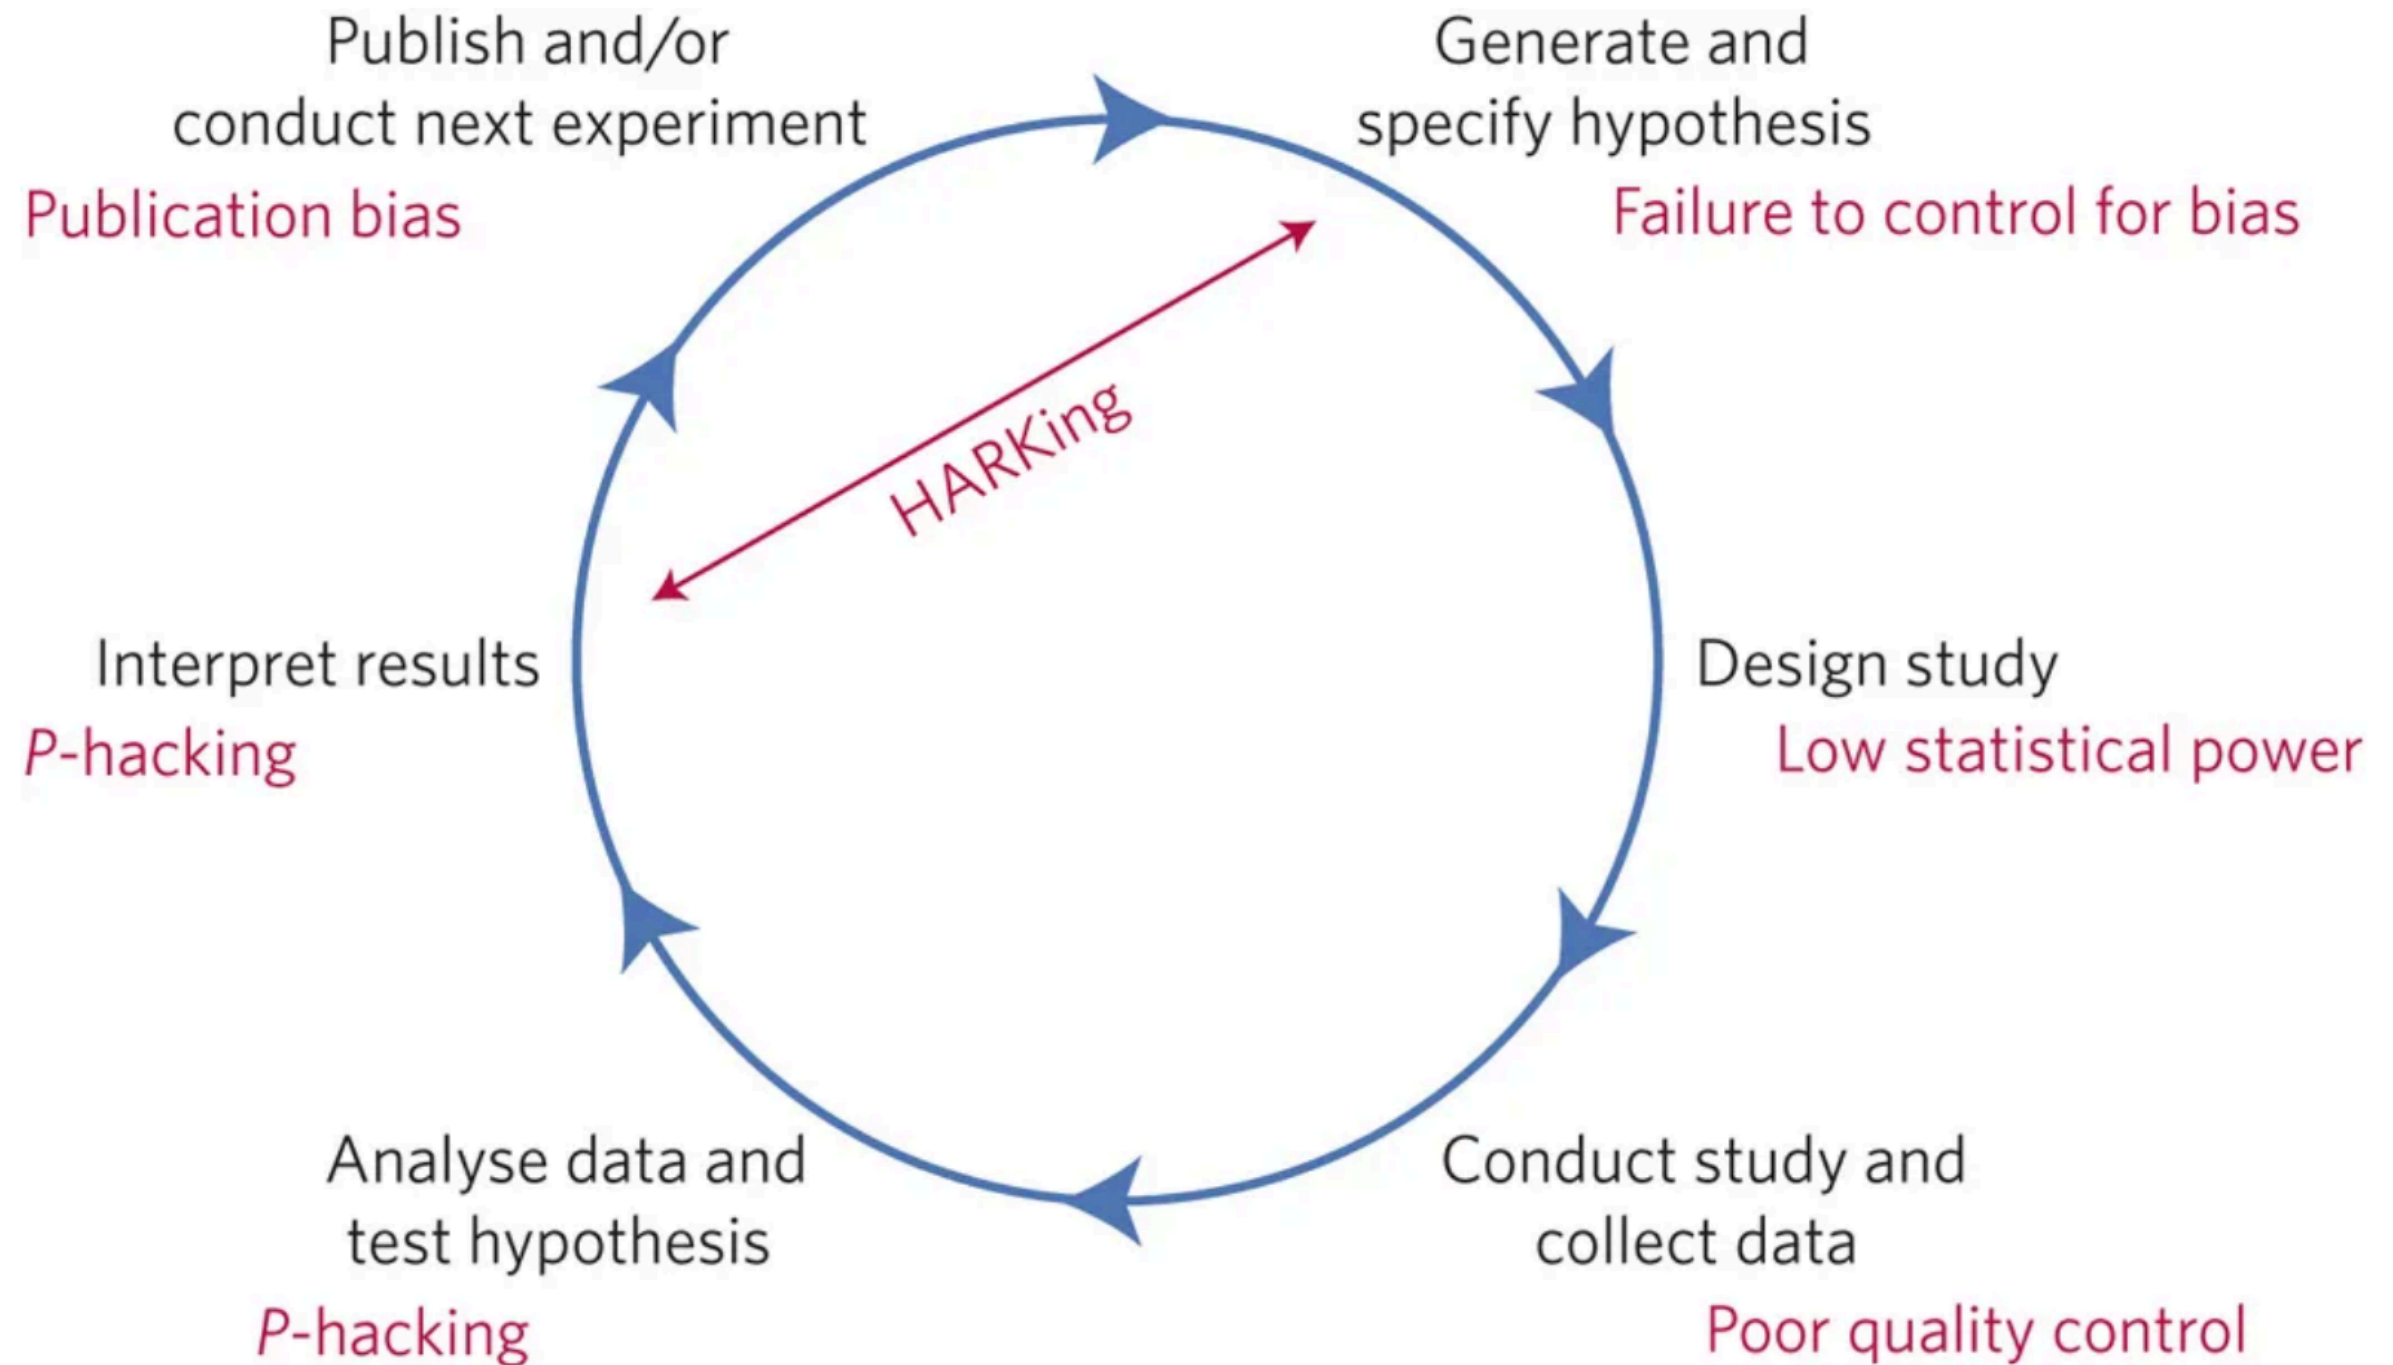 Publish and/or
conduct next experiment
Publication bias
Generate and
specify hypothesis
Failure to control for bias
HARKing
Interpret results
P-hacking
Design study
Low statistical power
Analyse data and
test hypothesis
P-hacking
Conduct study and
collect data
Poor quality control